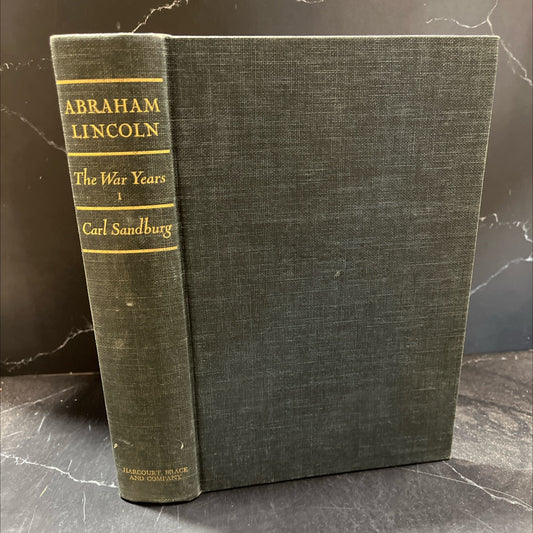 ABRAHAM
LINCOLN
The War Years
1
Carl Sandburg
HARCOURT, BRACE
AND COMPANY